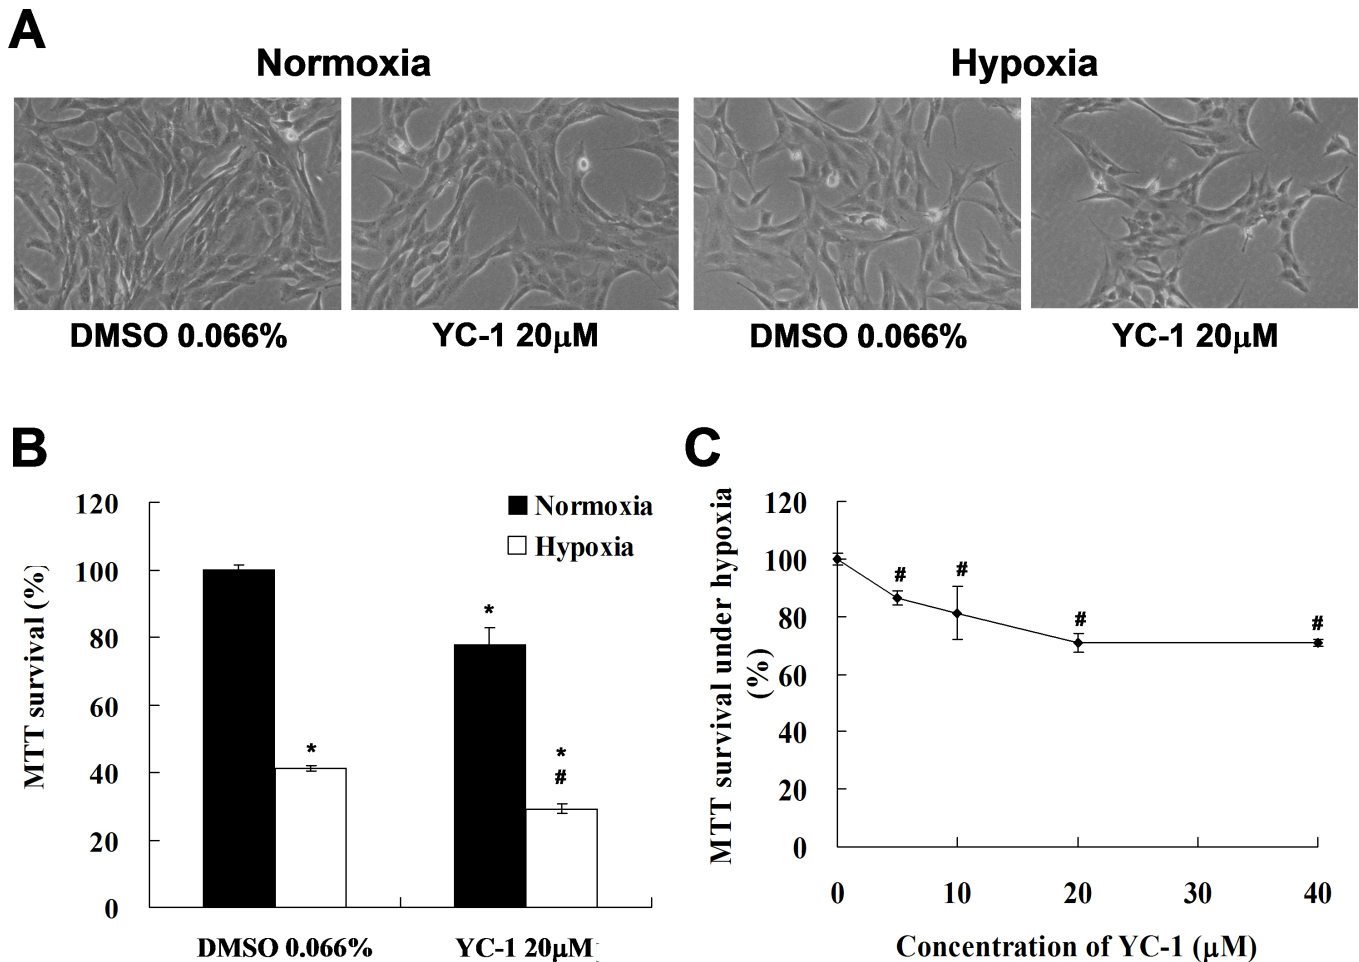 A
Normoxia
Hypoxia
DMSO 0.066%
YC-1 20μM
DMSO 0.066%
YC-1 20μM
B
MTT survival (%)
120
100
80
60
40
20
0
Normoxia
Hypoxia
*
*
*
#
DMSO 0.066%
YC-1 20μM
C
MTT survival under hypoxia
(%)
120
100
80
60
40
20
0
#
#
#
#
0 10 20 30 40
Concentration of YC-1 (μM)